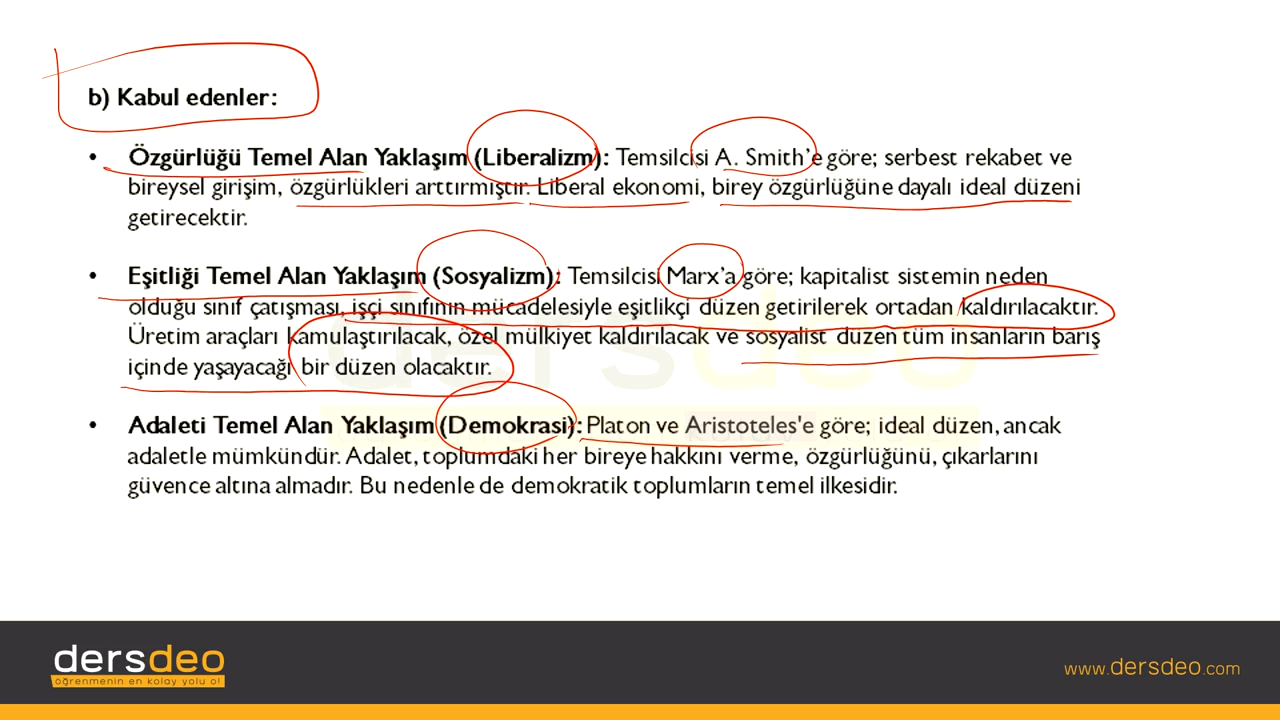 b) Kabul edenler:
• Özgürlüğü Temel Alan Yaklaşım (Liberalizm): Temsilcisi A. Smith'e göre; serbest rekabet ve
bireysel girişim, özgürlükleri arttırmıştır. Liberal ekonomi, birey özgürlüğüne dayalı ideal düzeni
getirecektir.
• Eşitliği Temel Alan Yaklaşım (Sosyalizm): Temsilcisi Marx'a göre; kapitalist sistemin neden
olduğu sınıf çatışması, işçi sınıfının mücadelesiyle eşitlikçi düzen getirilerek ortadan kaldırılacaktır.
Üretim araçları kamulaştırılacak, özel mülkiyet kaldırılacak ve sosyalist düzen tüm insanların barış
içinde yaşayacağı bir düzen olacaktır.
• Adaleti Temel Alan Yaklaşım (Demokrasi): Platon ve Aristoteles'e göre; ideal düzen, ancak
adaletle mümkündür. Adalet, toplumdaki her bireye hakkını verme, özgürlüğünü, çıkarlarını
güvence altına almadır. Bu nedenle de demokratik toplumların temel ilkesidir.
dersdeo
öğrenmenin en kolay yolu o!
www.dersdeo.com